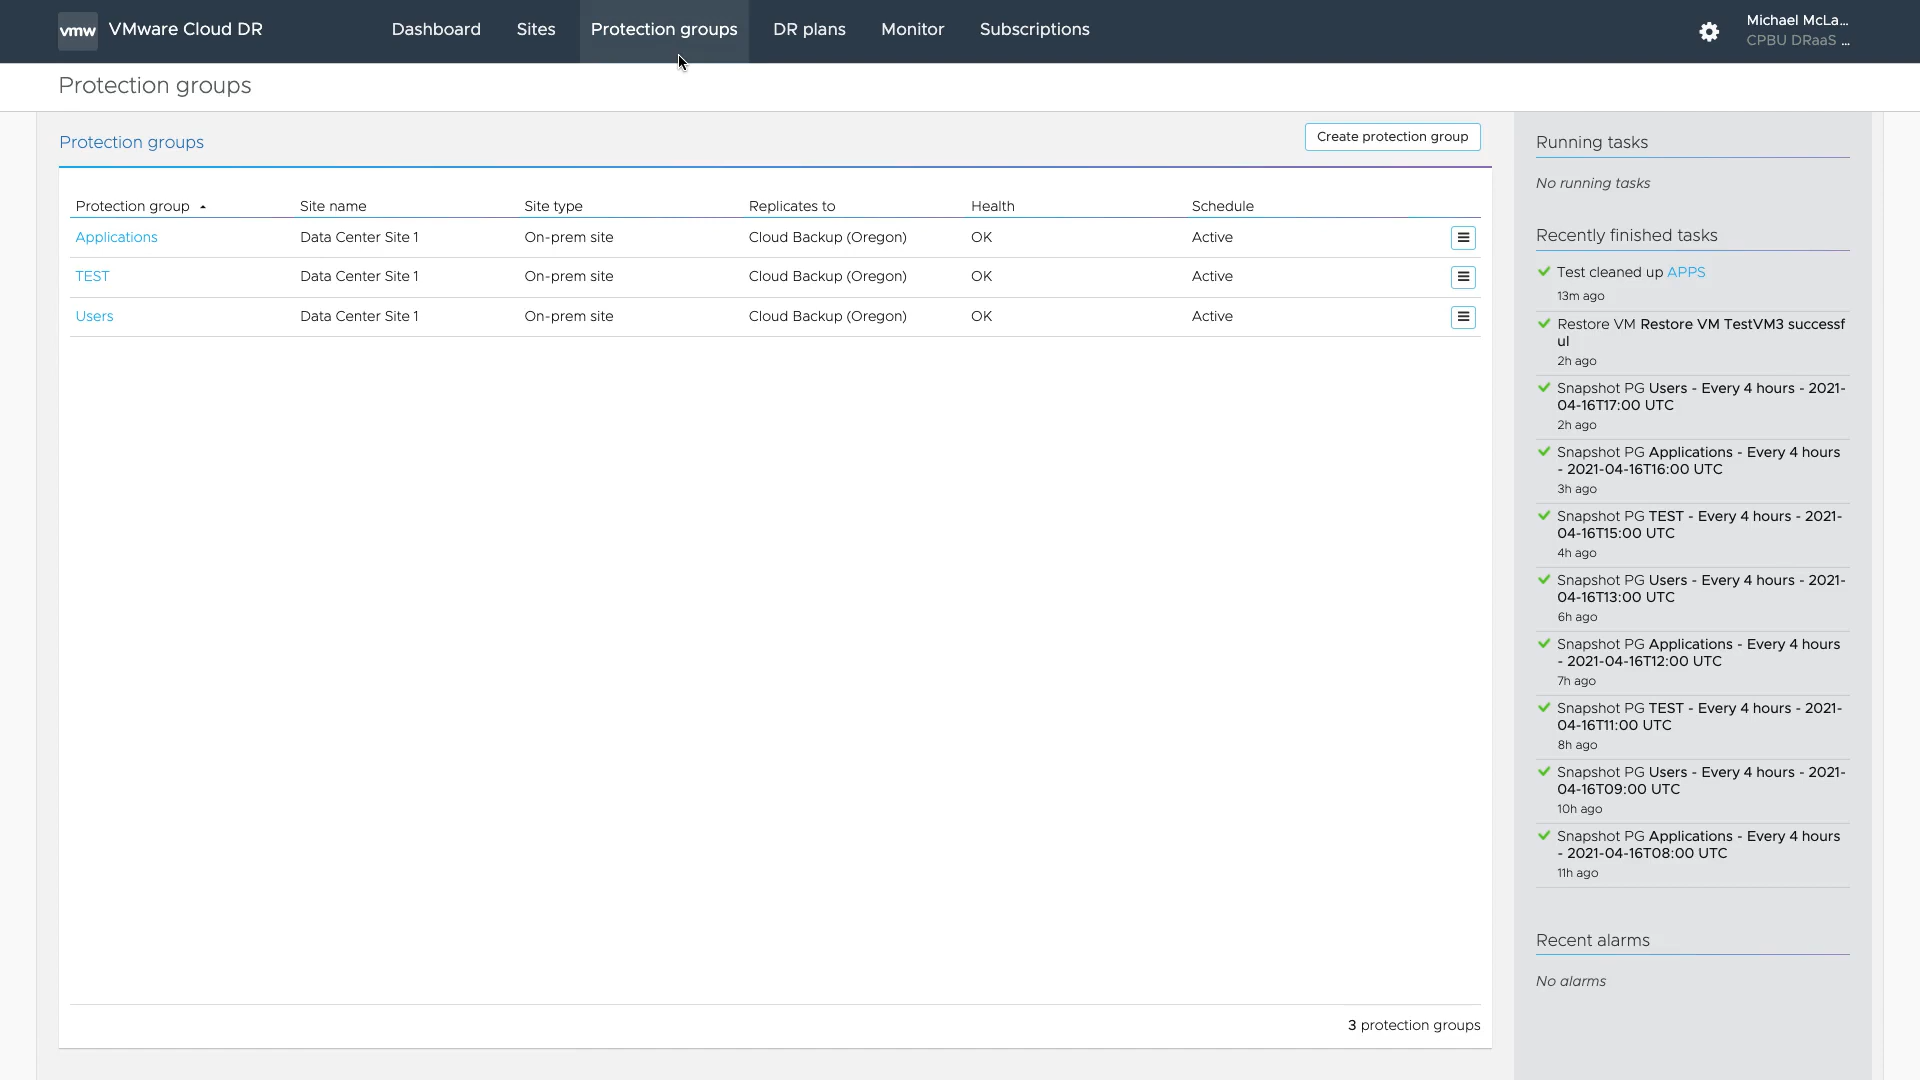 vmw VMware Cloud DR Dashboard Sites Protection groups DR plans Monitor Subscriptions Michael McLa...
CPBU DRaaS ...
Protection groups
Protection groups Create protection group
Protection group Site name Site type Replicates to Health Schedule
Applications Data Center Site 1 On-prem site Cloud Backup (Oregon) OK Active
TEST Data Center Site 1 On-prem site Cloud Backup (Oregon) OK Active
Users Data Center Site 1 On-prem site Cloud Backup (Oregon) OK Active
3 protection groups
Running tasks
No running tasks
Recently finished tasks
Test cleaned up APPS
13m ago
Restore VM Restore VM TestVM3 successf
ul
2h ago
Snapshot PG Users - Every 4 hours - 2021-
04-16T17:00 UTC
2h ago
Snapshot PG Applications - Every 4 hours
- 2021-04-16T16:00 UTC
3h ago
Snapshot PG TEST - Every 4 hours - 2021-
04-16T15:00 UTC
4h ago
Snapshot PG Users - Every 4 hours - 2021-
04-16T13:00 UTC
6h ago
Snapshot PG Applications - Every 4 hours
- 2021-04-16T12:00 UTC
7h ago
Snapshot PG TEST - Every 4 hours - 2021-
04-16T11:00 UTC
8h ago
Snapshot PG Users - Every 4 hours - 2021-
04-16T09:00 UTC
10h ago
Snapshot PG Applications - Every 4 hours
- 2021-04-16T08:00 UTC
11h ago
Recent alarms
No alarms